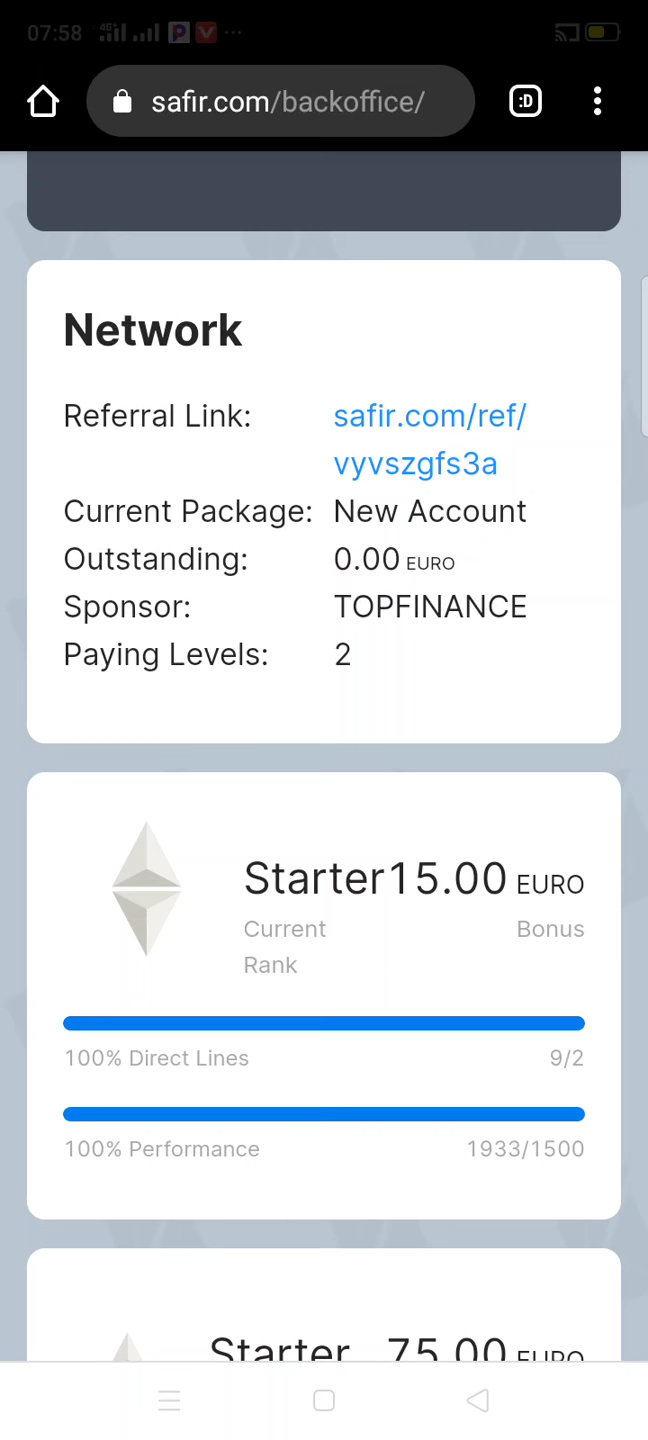 07:58 4G+ ...
safir.com/backoffice/ :D
Network
Referral Link: safir.com/ref/
vyvszgfs3a
Current Package: New Account
Outstanding: 0.00 EURO
Sponsor: TOPFINANCE
Paying Levels: 2
Starter 15.00 EURO
Current Bonus
Rank
100% Direct Lines 9/2
100% Performance 1933/1500
Starter 75.00 EURO